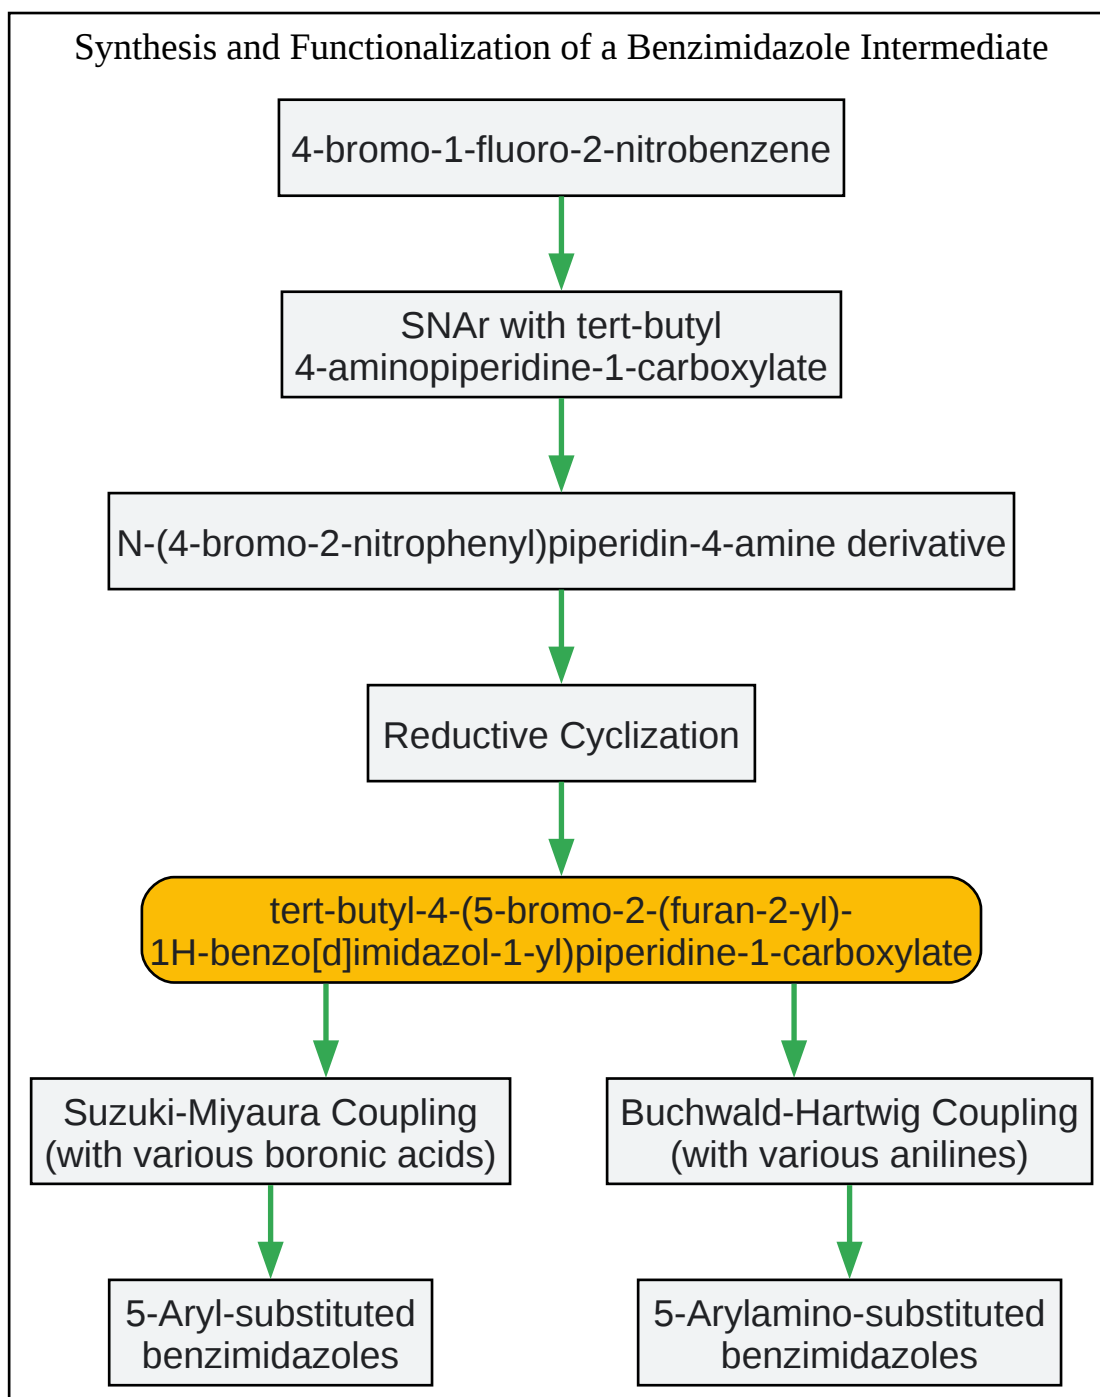 Synthesis and Functionalization of a Benzimidazole Intermediate
4-bromo-1-fluoro-2-nitrobenzene
SNAr with tert-butyl
4-aminopiperidine-1-carboxylate
N-(4-bromo-2-nitrophenyl)piperidin-4-amine derivative
Reductive Cyclization
tert-butyl-4-(5-bromo-2-(furan-2-yl)-
1H-benzo[d]imidazol-1-yl)piperidine-1-carboxylate
Suzuki-Miyaura Coupling
(with various boronic acids)
Buchwald-Hartwig Coupling
(with various anilines)
5-Aryl-substituted
benzimidazoles
5-Arylamino-substituted
benzimidazoles